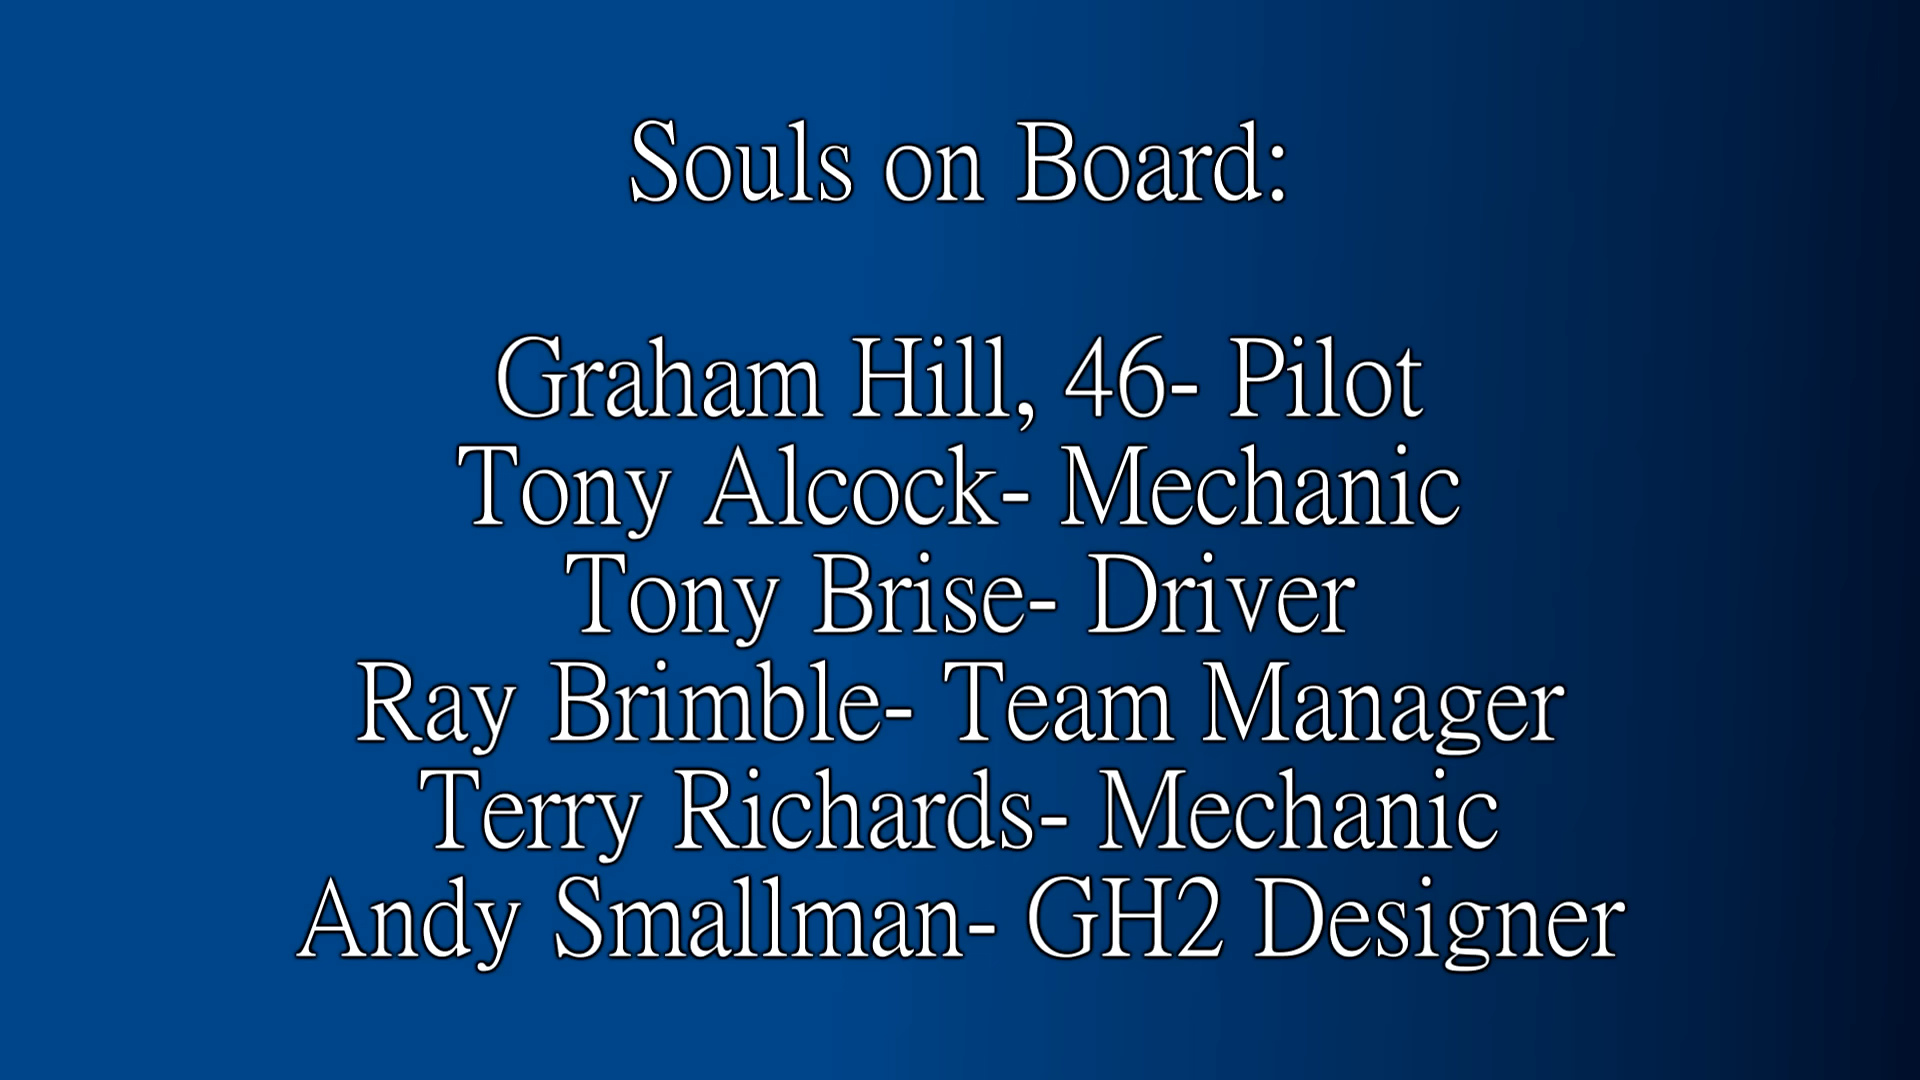 Souls on Board:
Graham Hill, 46- Pilot
Tony Alcock- Mechanic
Tony Brise- Driver
Ray Brimble- Team Manager
Terry Richards- Mechanic
Andy Smallman- GH2 Designer